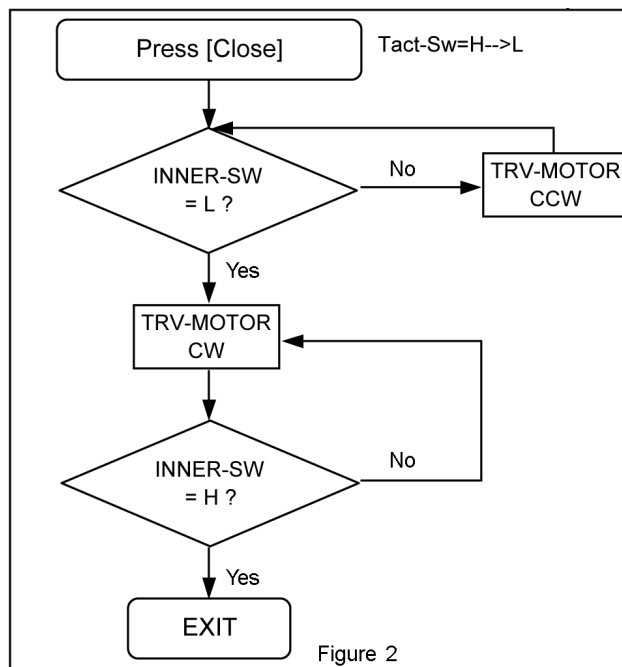 Press [Close]
Tact-Sw=H-->L
INNER-SW
= L ?
No
TRV-MOTOR
CCW
Yes
TRV-MOTOR
CW
INNER-SW
= H ?
No
Yes
EXIT
Figure 2